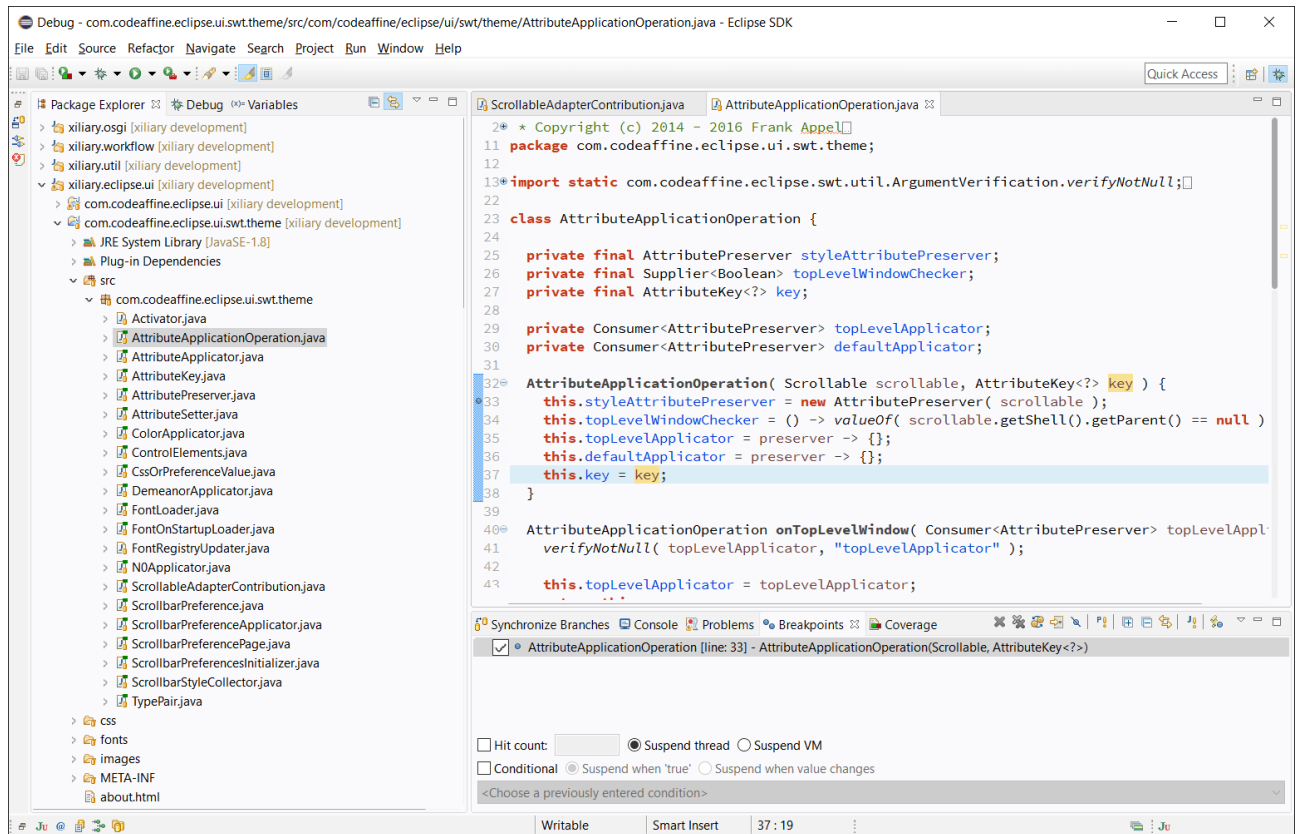 Debug - com.codeaffine.eclipse.ui.swt.theme/src/com/codeaffine/eclipse/ui/swt/theme/AttributeApplicationOperation.java - Eclipse SDK
File Edit Source Refactor Navigate Search Project Run Window Help
Quick Access
Package Explorer Debug (x)= Variables
xiliary.osgi [xiliary development]
xiliary.workflow [xiliary development]
xiliary.util [xiliary development]
xiliary.eclipse.ui [xiliary development]
com.codeaffine.eclipse.ui [xiliary development]
com.codeaffine.eclipse.ui.swt.theme [xiliary development]
JRE System Library [JavaSE-1.8]
Plug-in Dependencies
src
com.codeaffine.eclipse.ui.swt.theme
Activator.java
AttributeApplicationOperation.java
AttributeApplicator.java
AttributeKey.java
AttributePreserver.java
AttributeSetter.java
ColorApplicator.java
ControlElements.java
CssOrPreferenceValue.java
DemeanorApplicator.java
FontLoader.java
FontOnStartupLoader.java
FontRegistryUpdater.java
N0Applicator.java
ScrollableAdapterContribution.java
ScrollbarPreference.java
ScrollbarPreferenceApplicator.java
ScrollbarPreferencePage.java
ScrollbarPreferencesInitializer.java
ScrollbarStyleCollector.java
TypePair.java
css
fonts
images
META-INF
about.html
ScrollableAdapterContribution.java AttributeApplicationOperation.java
2 * Copyright (c) 2014 - 2016 Frank Appel
11 package com.codeaffine.eclipse.ui.swt.theme;
12
13 import static com.codeaffine.eclipse.swt.util.ArgumentVerification.verifyNotNull;
22
23 class AttributeApplicationOperation {
24
25 private final AttributePreserver styleAttributePreserver;
26 private final Supplier<Boolean> topLevelWindowChecker;
27 private final AttributeKey<?> key;
28
29 private Consumer<AttributePreserver> topLevelApplicator;
30 private Consumer<AttributePreserver> defaultApplicator;
31
32 AttributeApplicationOperation( Scrollable scrollable, AttributeKey<?> key ) {
33 this.styleAttributePreserver = new AttributePreserver( scrollable );
34 this.topLevelWindowChecker = () -> valueOf( scrollable.getShell().getParent() == null )
35 this.topLevelApplicator = preserver -> {};
36 this.defaultApplicator = preserver -> {};
37 this.key = key;
38 }
39
40 AttributeApplicationOperation onTopLevelWindow( Consumer<AttributePreserver> topLevelAppl
41 verifyNotNull( topLevelApplicator, "topLevelApplicator" );
42
43 this.topLevelApplicator = topLevelApplicator;
Synchronize Branches Console Problems Breakpoints Coverage
AttributeApplicationOperation [line: 33] - AttributeApplicationOperation(Scrollable, AttributeKey<?>)
Hit count: Suspend thread Suspend VM
Conditional Suspend when 'true' Suspend when value changes
<Choose a previously entered condition>
Writable Smart Insert 37 : 19